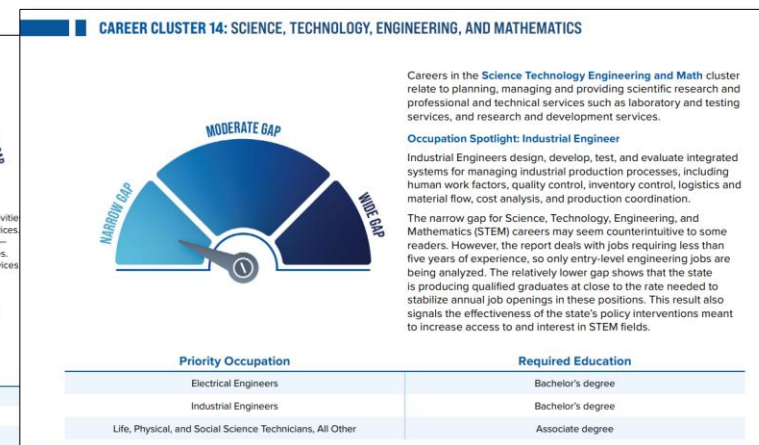 CAREER CLUSTER 14: SCIENCE, TECHNOLOGY, ENGINEERING, AND MATHEMATICS
Careers in the Science Technology Engineering and Math cluster
relate to planning, managing and providing scientific research and
professional and technical services such as laboratory and testing
services, and research and development services.
Occupation Spotlight: Industrial Engineer
Industrial Engineers design, develop, test, and evaluate integrated
systems for managing industrial production processes, including
human work factors, quality control, inventory control, logistics and
material flow, cost analysis, and production coordination.
The narrow gap for Science, Technology, Engineering, and
Mathematics (STEM) careers may seem counterintuitive to some
readers. However, the report deals with jobs requiring less than
five years of experience, so only entry-level engineering jobs are
being analyzed. The relatively lower gap shows that the state
is producing qualified graduates at close to the rate needed to
stabilize annual job openings in these positions. This result also
signals the effectiveness of the state's policy interventions meant
to increase access to and interest in STEM fields.
NARROW GAP
MODERATE GAP
WIDE GAP
Priority Occupation Required Education
Electrical Engineers Bachelor's degree
Industrial Engineers Bachelor's degree
Life, Physical, and Social Science Technicians, All Other Associate degree